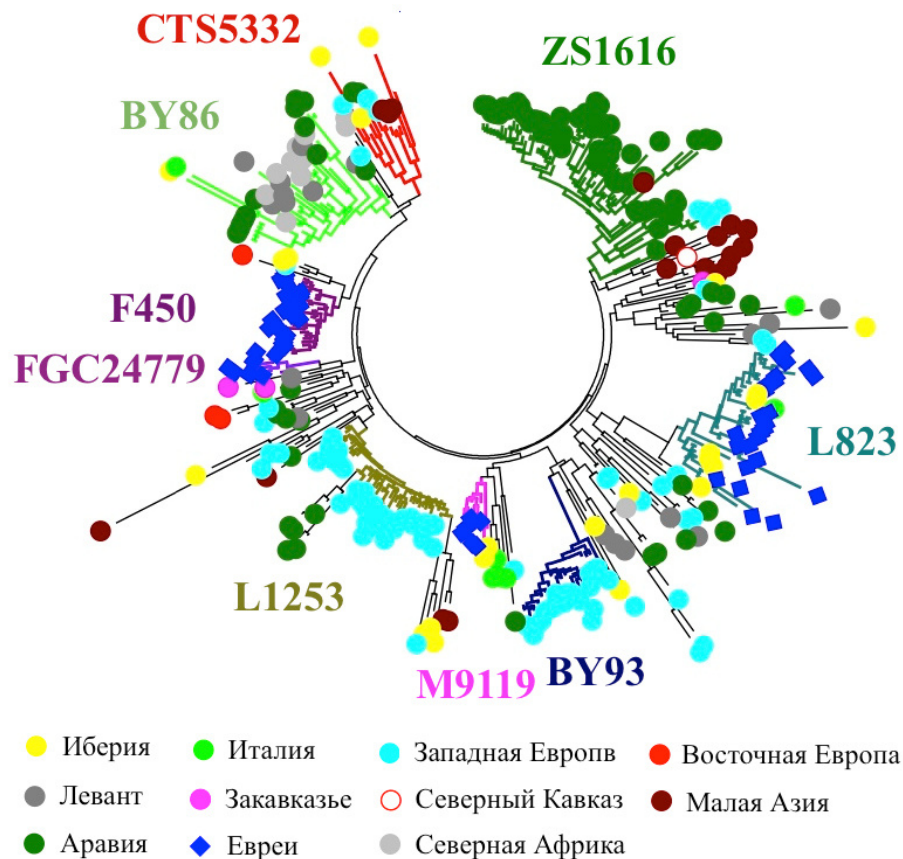 CTS5332
ZS1616
BY86
F450
FGC24779
L823
L1253
M9119
BY93
Иберия
Италия
Западная Европв
Восточная Европа
Левант
Закавказье
Северный Кавказ
Малая Азия
Аравия
Евреи
Северная Африка